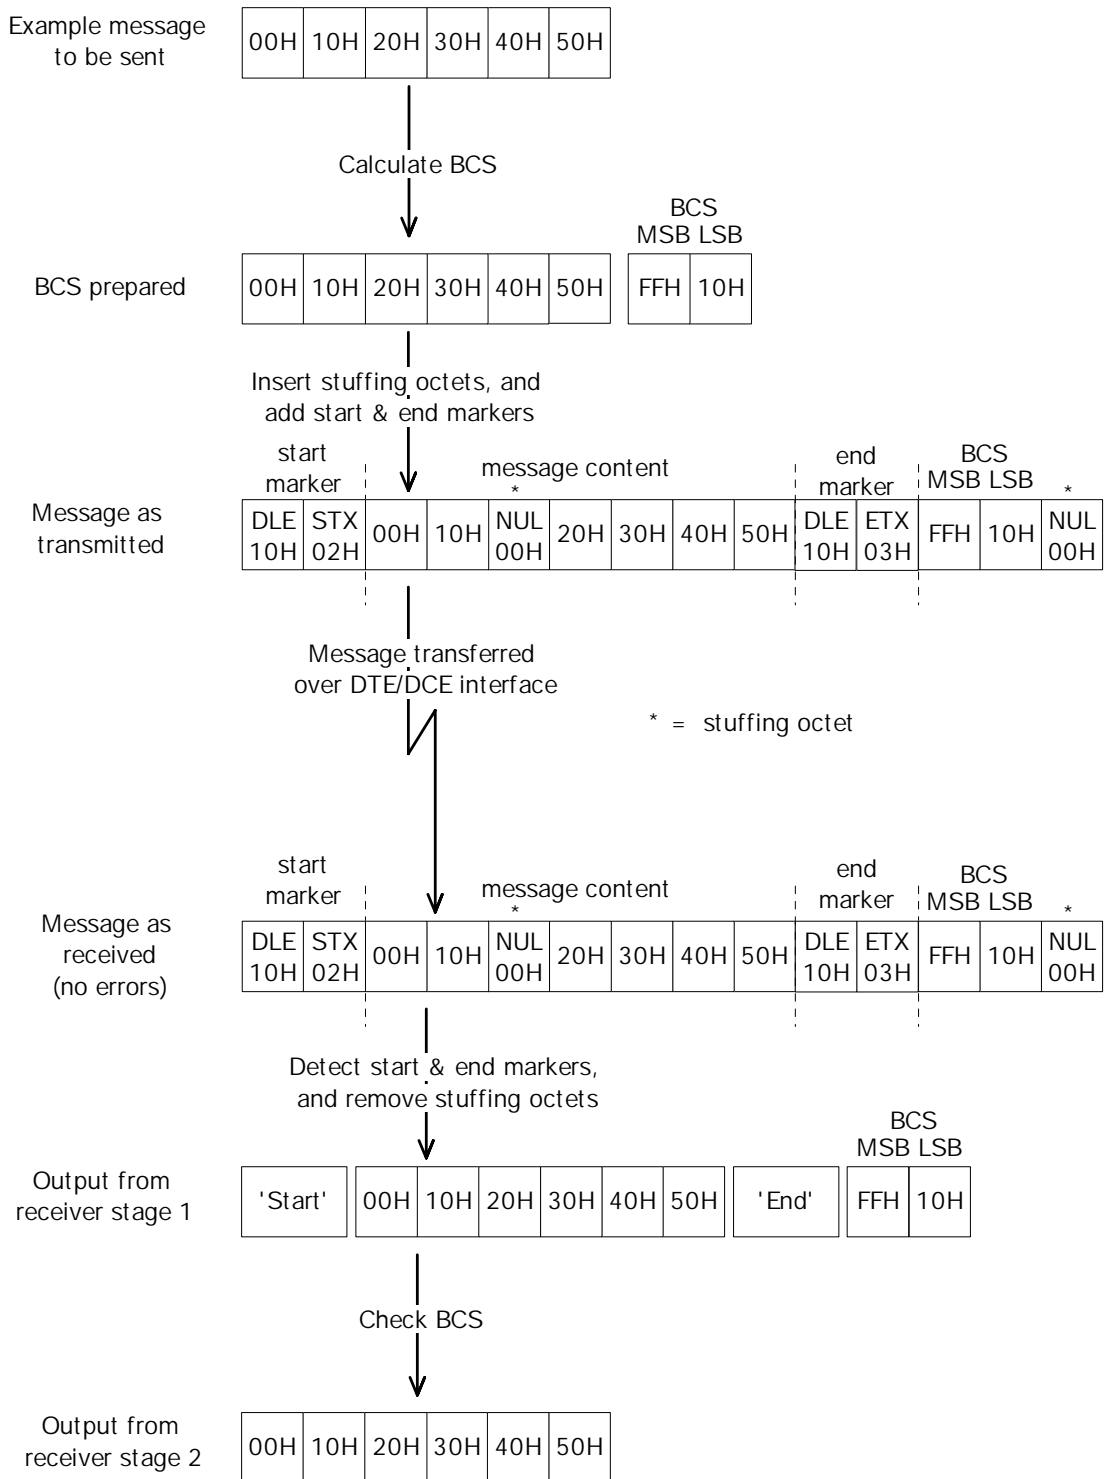 Example message
to be sent
00H 10H 20H 30H 40H 50H
Calculate BCS
BCS
MSB LSB
BCS prepared
00H 10H 20H 30H 40H 50H FFH 10H
Insert stuffing octets, and
add start & end markers
start
marker
message content
end
marker
BCS
MSB LSB
* *
Message as
transmitted
DLE STX 00H 10H NUL 20H 30H 40H 50H DLE ETX FFH 10H NUL
10H 02H 00H 10H 03H 00H
Message transferred
over DTE/DCE interface
* = stuffing octet
start
marker
message content
end
marker
BCS
MSB LSB
* *
Message as
received
(no errors)
DLE STX 00H 10H NUL 20H 30H 40H 50H DLE ETX FFH 10H NUL
10H 02H 00H 10H 03H 00H
Detect start & end markers,
and remove stuffing octets
BCS
MSB LSB
Output from
receiver stage 1
'Start' 00H 10H 20H 30H 40H 50H 'End' FFH 10H
Check BCS
Output from
receiver stage 2
00H 10H 20H 30H 40H 50H